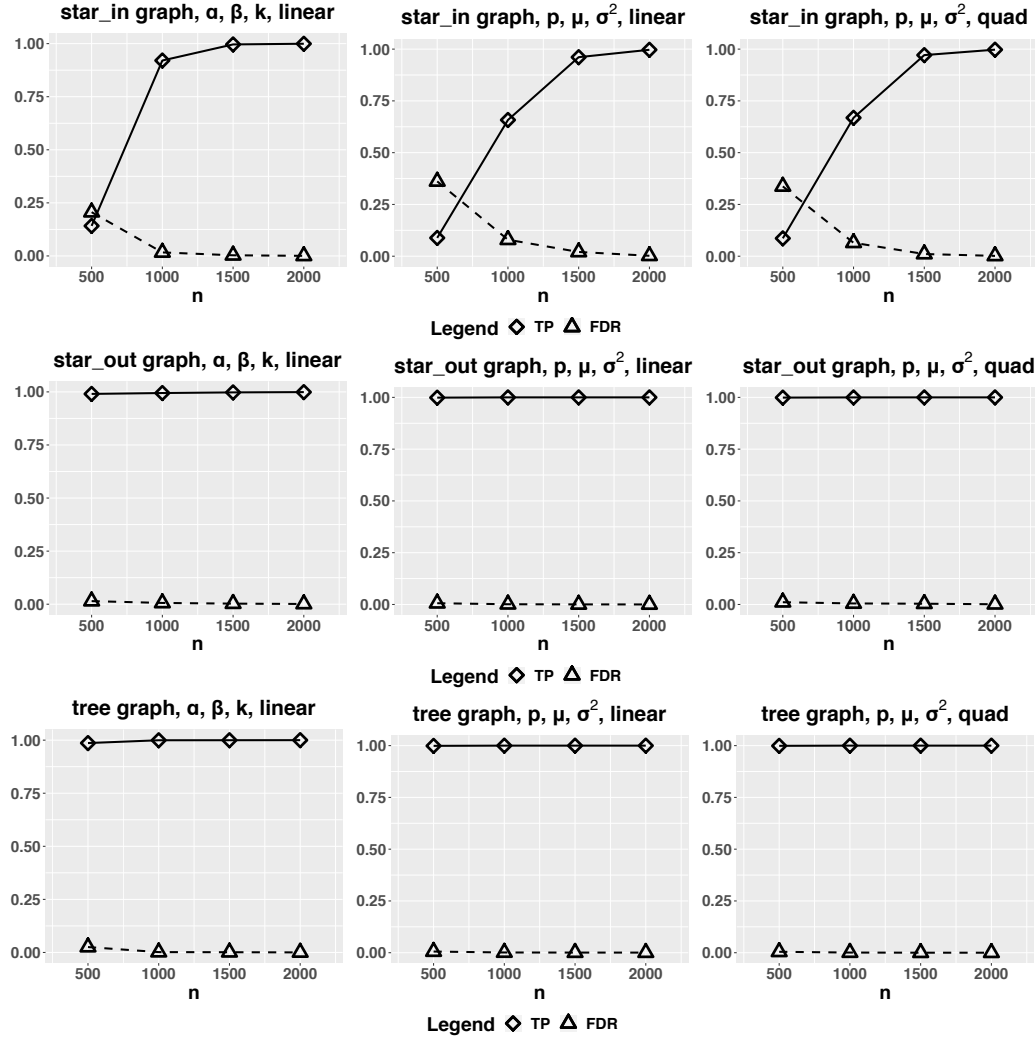 star_in graph, α, β, k, linear
1.00
0.75
0.50
0.25
0.00
500 1000 1500 2000
n
star_in graph, p, μ, σ², linear
1.00
0.75
0.50
0.25
0.00
500 1000 1500 2000
n
star_in graph, p, μ, σ², quad
1.00
0.75
0.50
0.25
0.00
500 1000 1500 2000
n
Legend TP FDR
star_out graph, α, β, k, linear
1.00
0.75
0.50
0.25
0.00
500 1000 1500 2000
n
star_out graph, p, μ, σ², linear
1.00
0.75
0.50
0.25
0.00
500 1000 1500 2000
n
star_out graph, p, μ, σ², quad
1.00
0.75
0.50
0.25
0.00
500 1000 1500 2000
n
Legend TP FDR
tree graph, α, β, k, linear
1.00
0.75
0.50
0.25
0.00
500 1000 1500 2000
n
tree graph, p, μ, σ², linear
1.00
0.75
0.50
0.25
0.00
500 1000 1500 2000
n
tree graph, p, μ, σ², quad
1.00
0.75
0.50
0.25
0.00
500 1000 1500 2000
n
Legend TP FDR